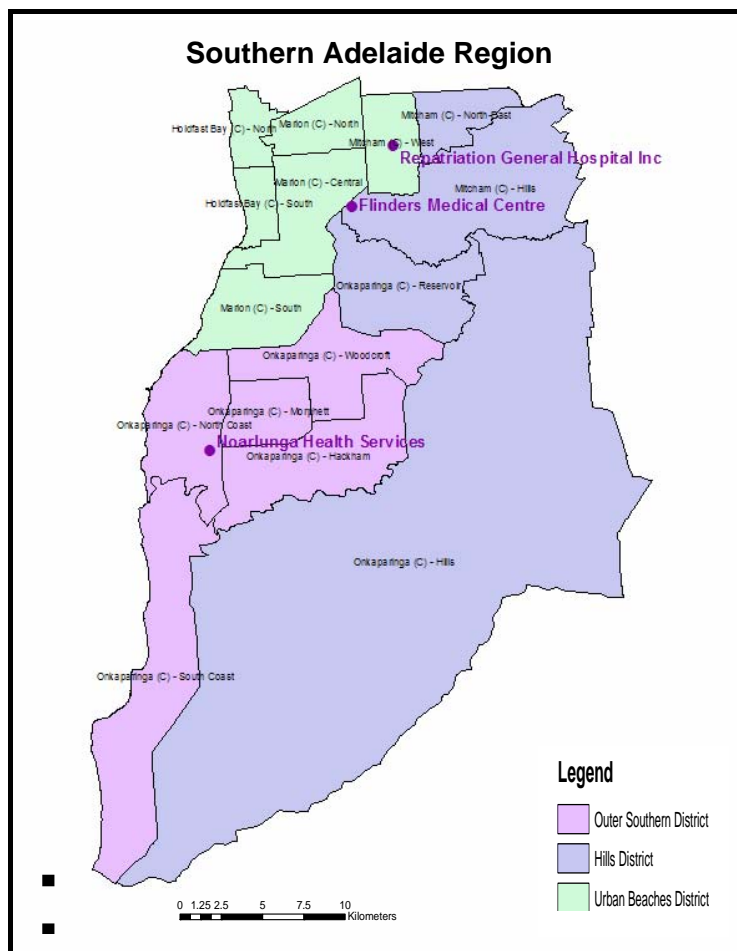 Southern Adelaide Region
Holdfast Bay (C) - North
Marion (C) - North
Mitcham (C) - North-East
Mitcham (C) - West
Repatriation General Hospital Inc
Marion (C) - Central
Mitcham (C) - Hills
Holdfast Bay (C) - South
Flinders Medical Centre
Onkaparinga (C) - Reservoir
Marion (C) - South
Onkaparinga (C) - Woodcroft
Onkaparinga (C) - Morphett
Onkaparinga (C) - North Coast
Noarlunga Health Services
Onkaparinga (C) - Hackham
Onkaparinga (C) - Hills
Onkaparinga (C) - South Coast
Legend
Outer Southern District
Hills District
Urban Beaches District
0 1.25 2.5 5 7.5 10
Kilometers